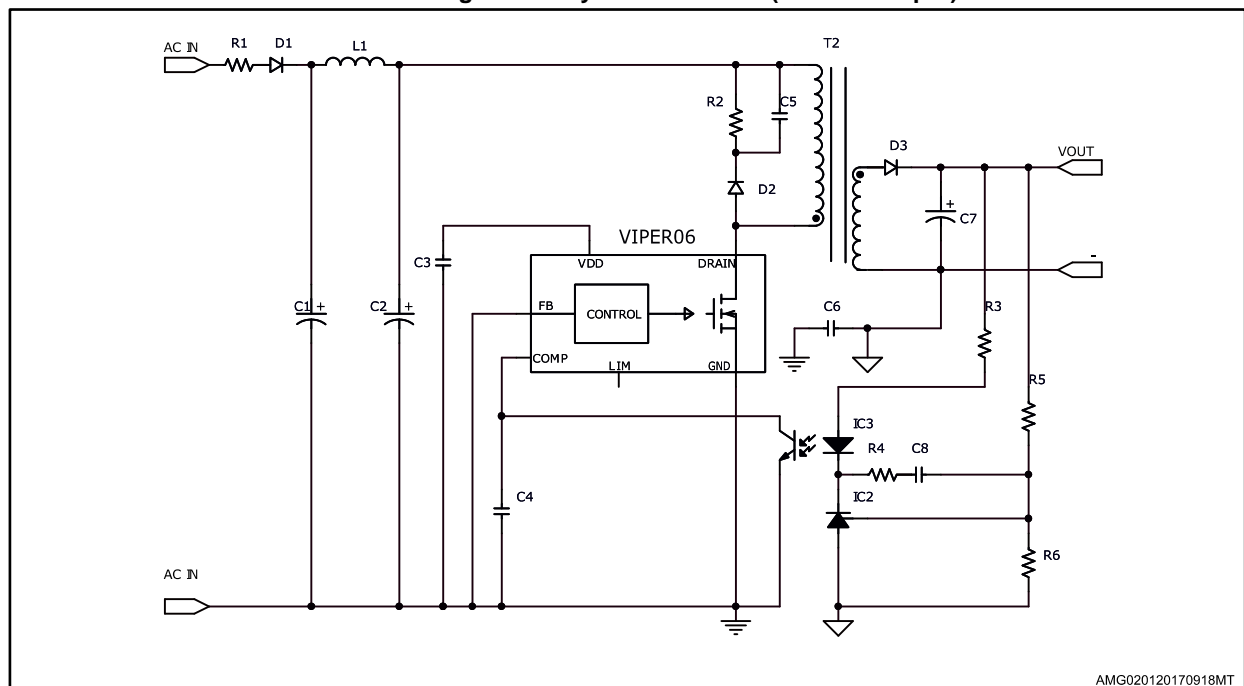 AC IN
R1
D1
L1
T2
R2
C5
D3
VOUT
D2
C7
VIPER06
-
C3
VDD
DRAIN
C1 +
C2 +
+
FB
CONTROL
C6
R3
COMP
LIM
GND
R5
IC3
R4
C8
C4
IC2
R6
AC IN
AMG020120170918MT